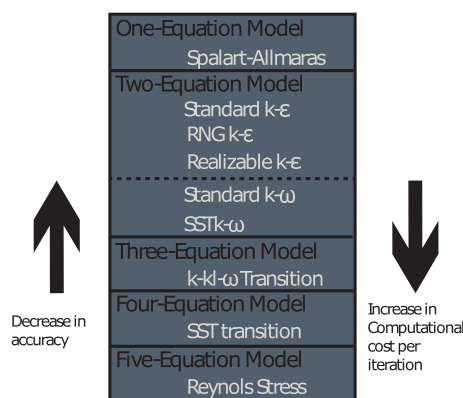 One-Equation Model
Spalart-Allmaras
Two-Equation Model
Standard k-ε
RNG k-ε
Realizable k-ε
Standard k-ω
SSTk-ω
Three-Equation Model
k-kl-ω Transition
Four-Equation Model
SST transition
Five-Equation Model
Reynols Stress
Decrease in
accuracy
Increase in
Computational
cost per
iteration